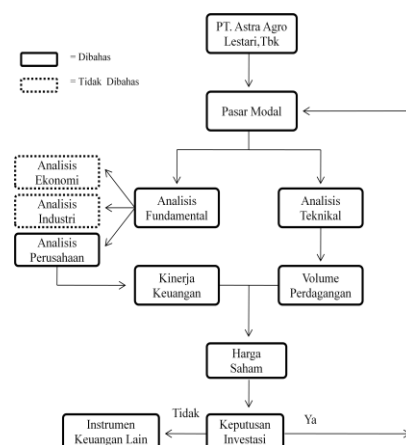 PT. Astra Agro
Lestari,Tbk
= Dibahas
= Tidak Dibahas
Pasar Modal
Analisis
Ekonomi
Analisis
Industri
Analisis
Perusahaan
Analisis
Fundamental
Analisis
Teknikal
Kinerja
Keuangan
Volume
Perdagangan
Harga
Saham
Instrumen
Keuangan Lain
Tidak
Keputusan
Investasi
Ya